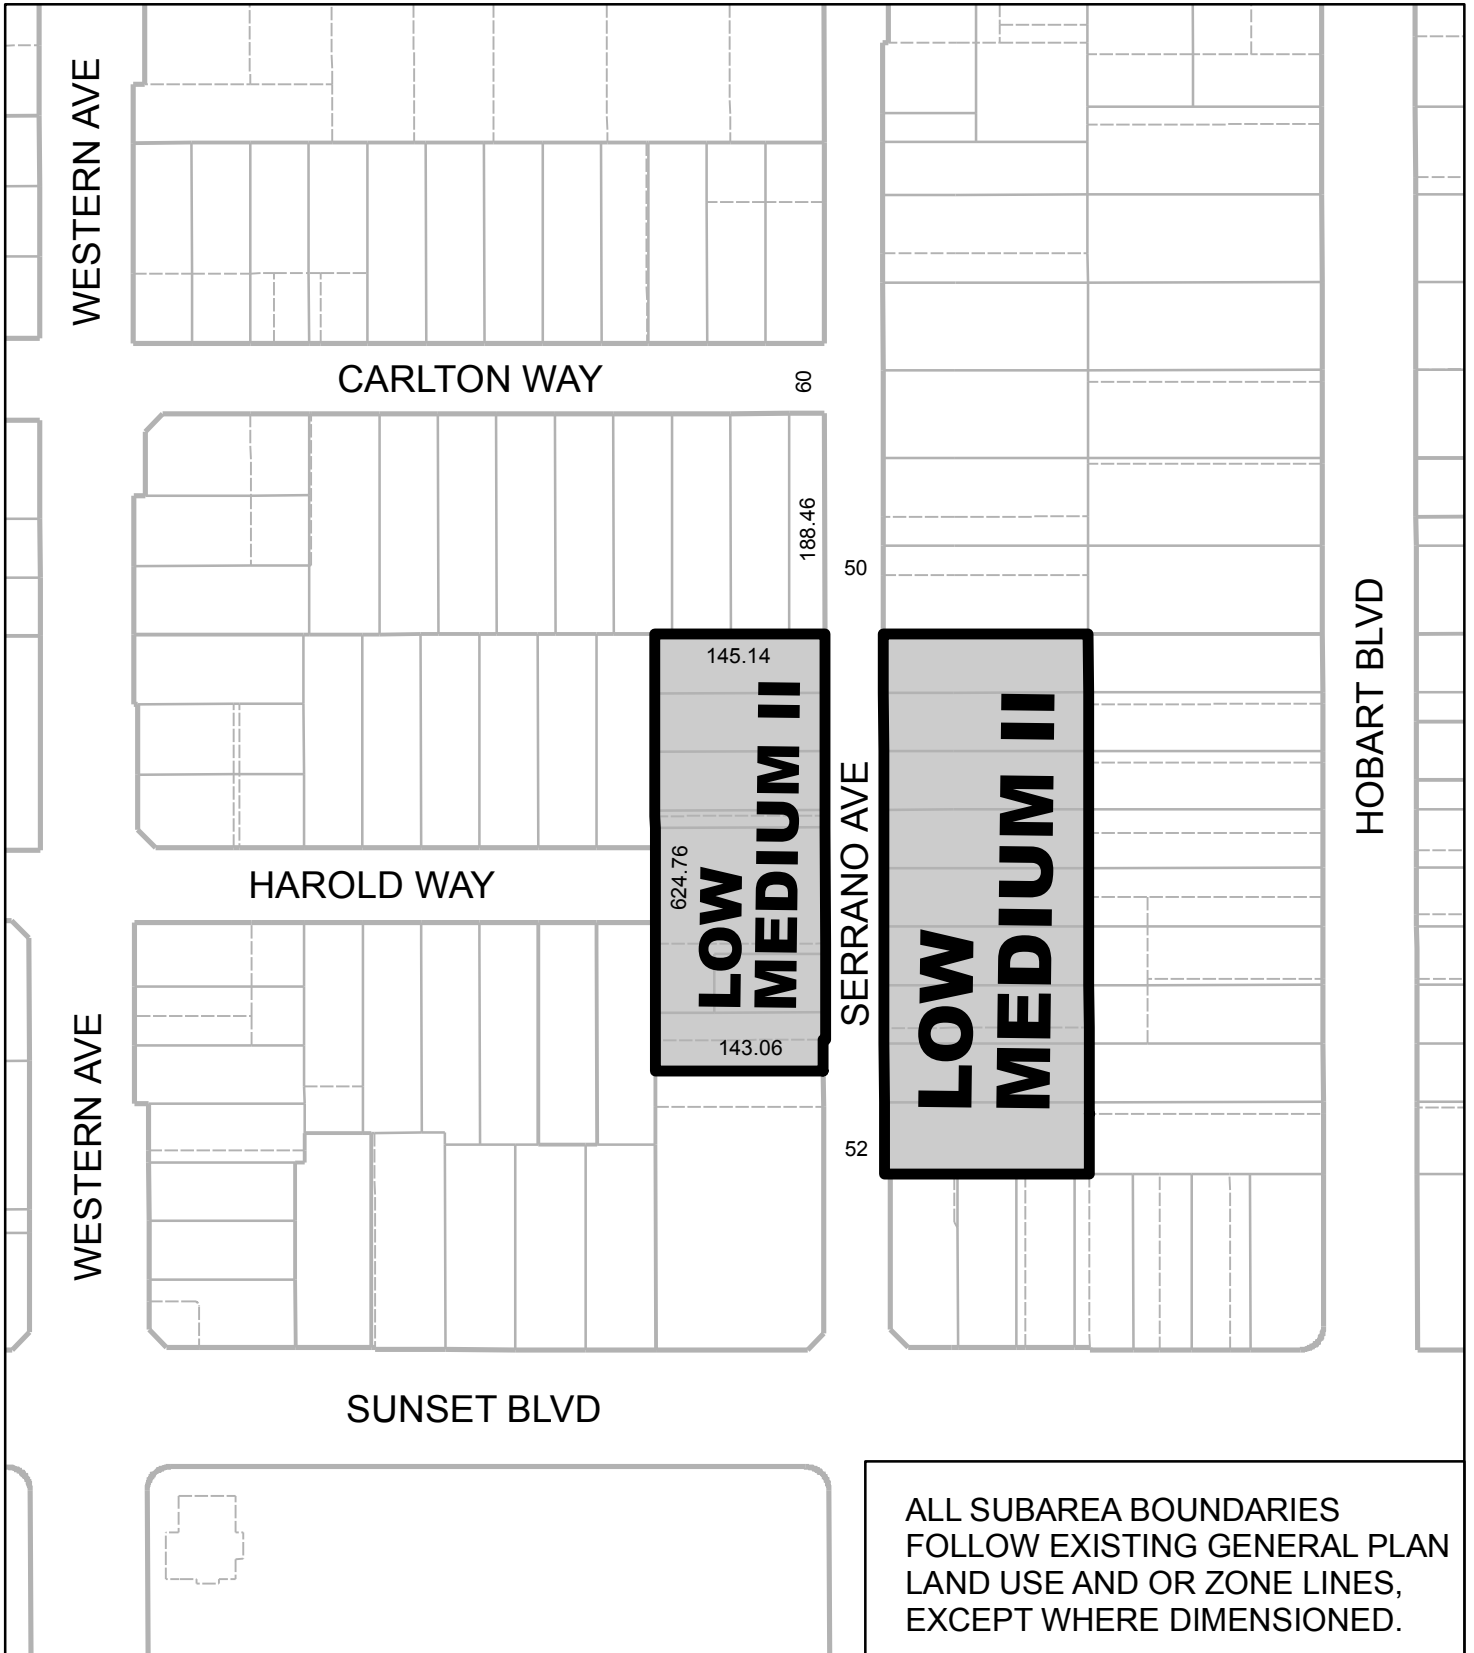 WESTERN AVE
CARLTON WAY
60
188.46
50
HOBART BLVD
145.14
LOW
MEDIUM II
624.76
SERRANO AVE
LOW
MEDIUM II
HAROLD WAY
143.06
WESTERN AVE
52
SUNSET BLVD
ALL SUBAREA BOUNDARIES
FOLLOW EXISTING GENERAL PLAN
LAND USE AND OR ZONE LINES,
EXCEPT WHERE DIMENSIONED.